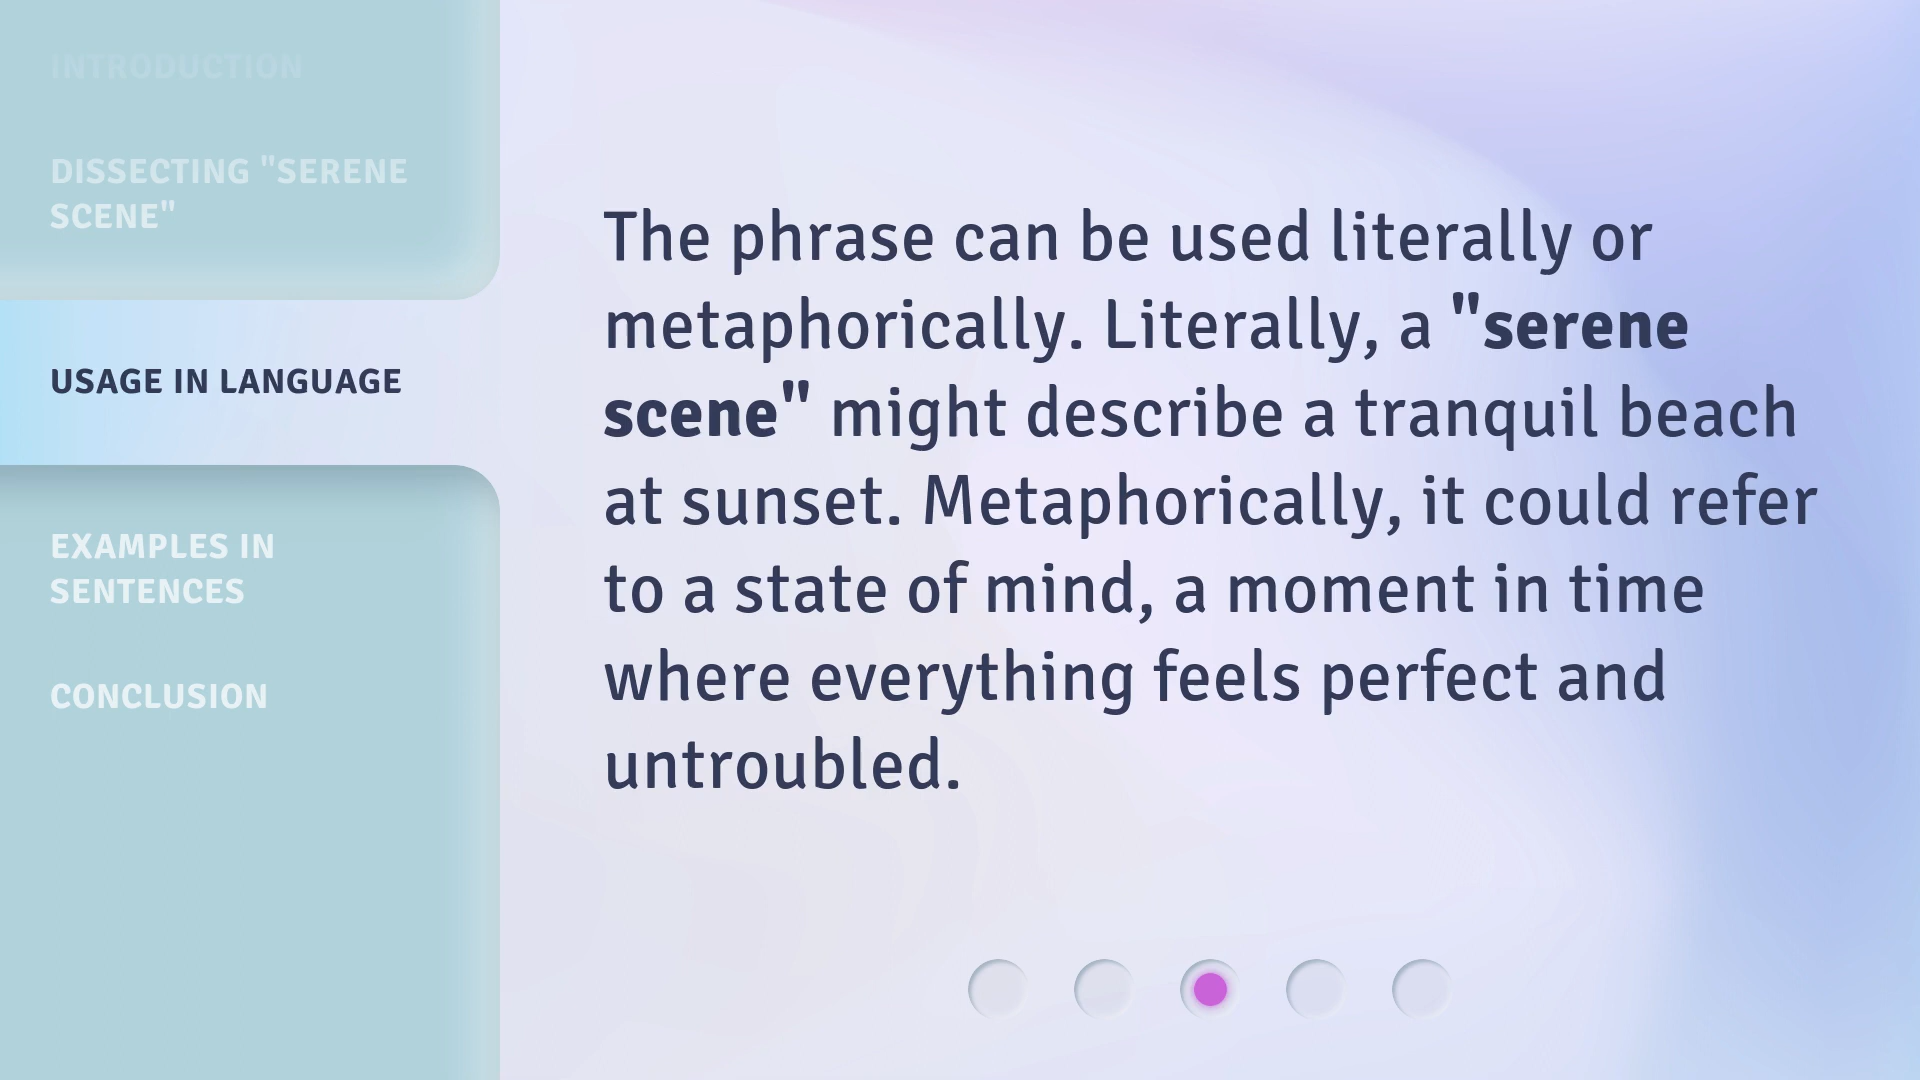 INTRODUCTION
DISSECTING "SERENE
SCENE"
USAGE IN LANGUAGE
EXAMPLES IN
SENTENCES
CONCLUSION
The phrase can be used literally or
metaphorically. Literally, a "serene
scene" might describe a tranquil beach
at sunset. Metaphorically, it could refer
to a state of mind, a moment in time
where everything feels perfect and
untroubled.